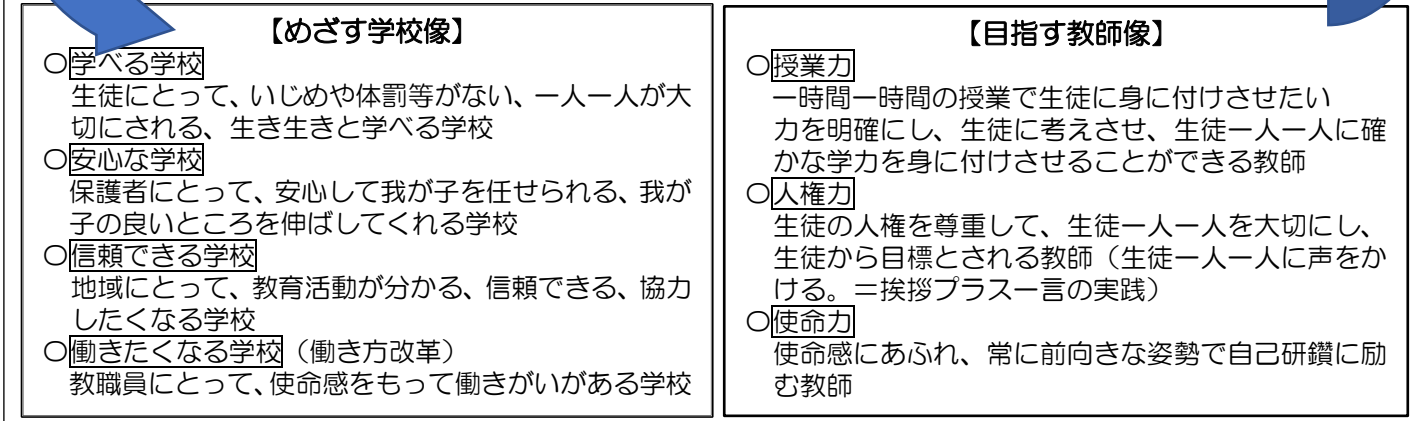 【めざす学校像】
○学べる学校
生徒にとって、いじめや体罰等がない、一人一人が大
切にされる、生き生きと学べる学校
○安心な学校
保護者にとって、安心して我が子を任せられる、我が
子の良いところを伸ばしてくれる学校
○信頼できる学校
地域にとって、教育活動が分かる、信頼できる、協力
したくなる学校
○働きたくなる学校（働き方改革）
教職員にとって、使命感をもって働きがいがある学校
【目指す教師像】
○授業力
一時間一時間の授業で生徒に身に付けさせたい
力を明確にし、生徒に考えさせ、生徒一人一人に確
かな学力を身に付けさせることができる教師
○人権力
生徒の人権を尊重して、生徒一人一人を大切にし、
生徒から目標とされる教師（生徒一人一人に声をか
ける。＝挨拶プラス一言の実践）
○使命力
使命感にあふれ、常に前向きな姿勢で自己研鑽に励
む教師